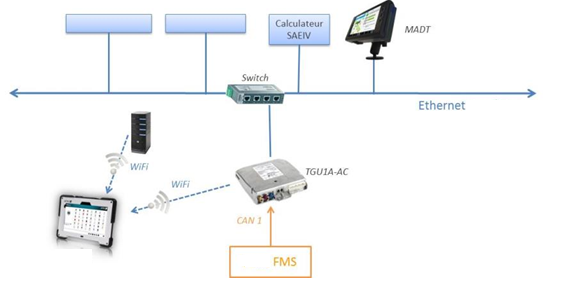 Calculateur
SAEIV
MADT
Switch
Ethernet
WiFi
TGU1A-AC
WiFi
CAN 1
FMS